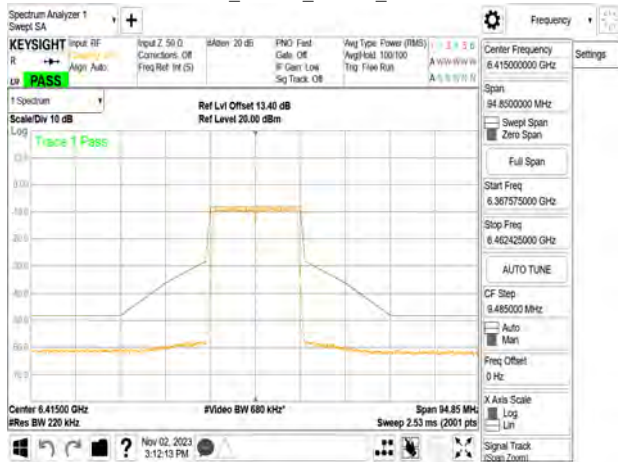 Spectrum Analyzer 1
Swept SA
+
Frequency
KEYSIGHT
Input: RF
R
Align: Auto
LR
PASS
Input Z: 50 Ω
Corrections: Off
Freq Ref: Int (S)
#Atten: 20 dB
PNO: Fast
Gate: Off
IF Gain: Low
Sig Track: Off
Avg Type: Power (RMS)
Avg|Hold: 100/100
Trig: Free Run
1 Spectrum
Scale/Div 10 dB
Ref Lvl Offset 13.40 dB
Ref Level 20.00 dBm
Log
Trace 1 Pass
Center 6.41500 GHz
#Res BW 220 kHz
#Video BW 680 kHz*
Span 94.85 MHz
Sweep 2.53 ms (2001 pts)
Nov 02, 2023
3:12:13 PM
?
Center Frequency
6.415000000 GHz
Settings
Span
94.8500000 MHz
Swept Span
Zero Span
Full Span
Start Freq
6.367575000 GHz
Stop Freq
6.462425000 GHz
AUTO TUNE
CF Step
9.485000 MHz
Auto
Man
Freq Offset
0 Hz
X Axis Scale
Log
Lin
Signal Track
(Span Zoom)